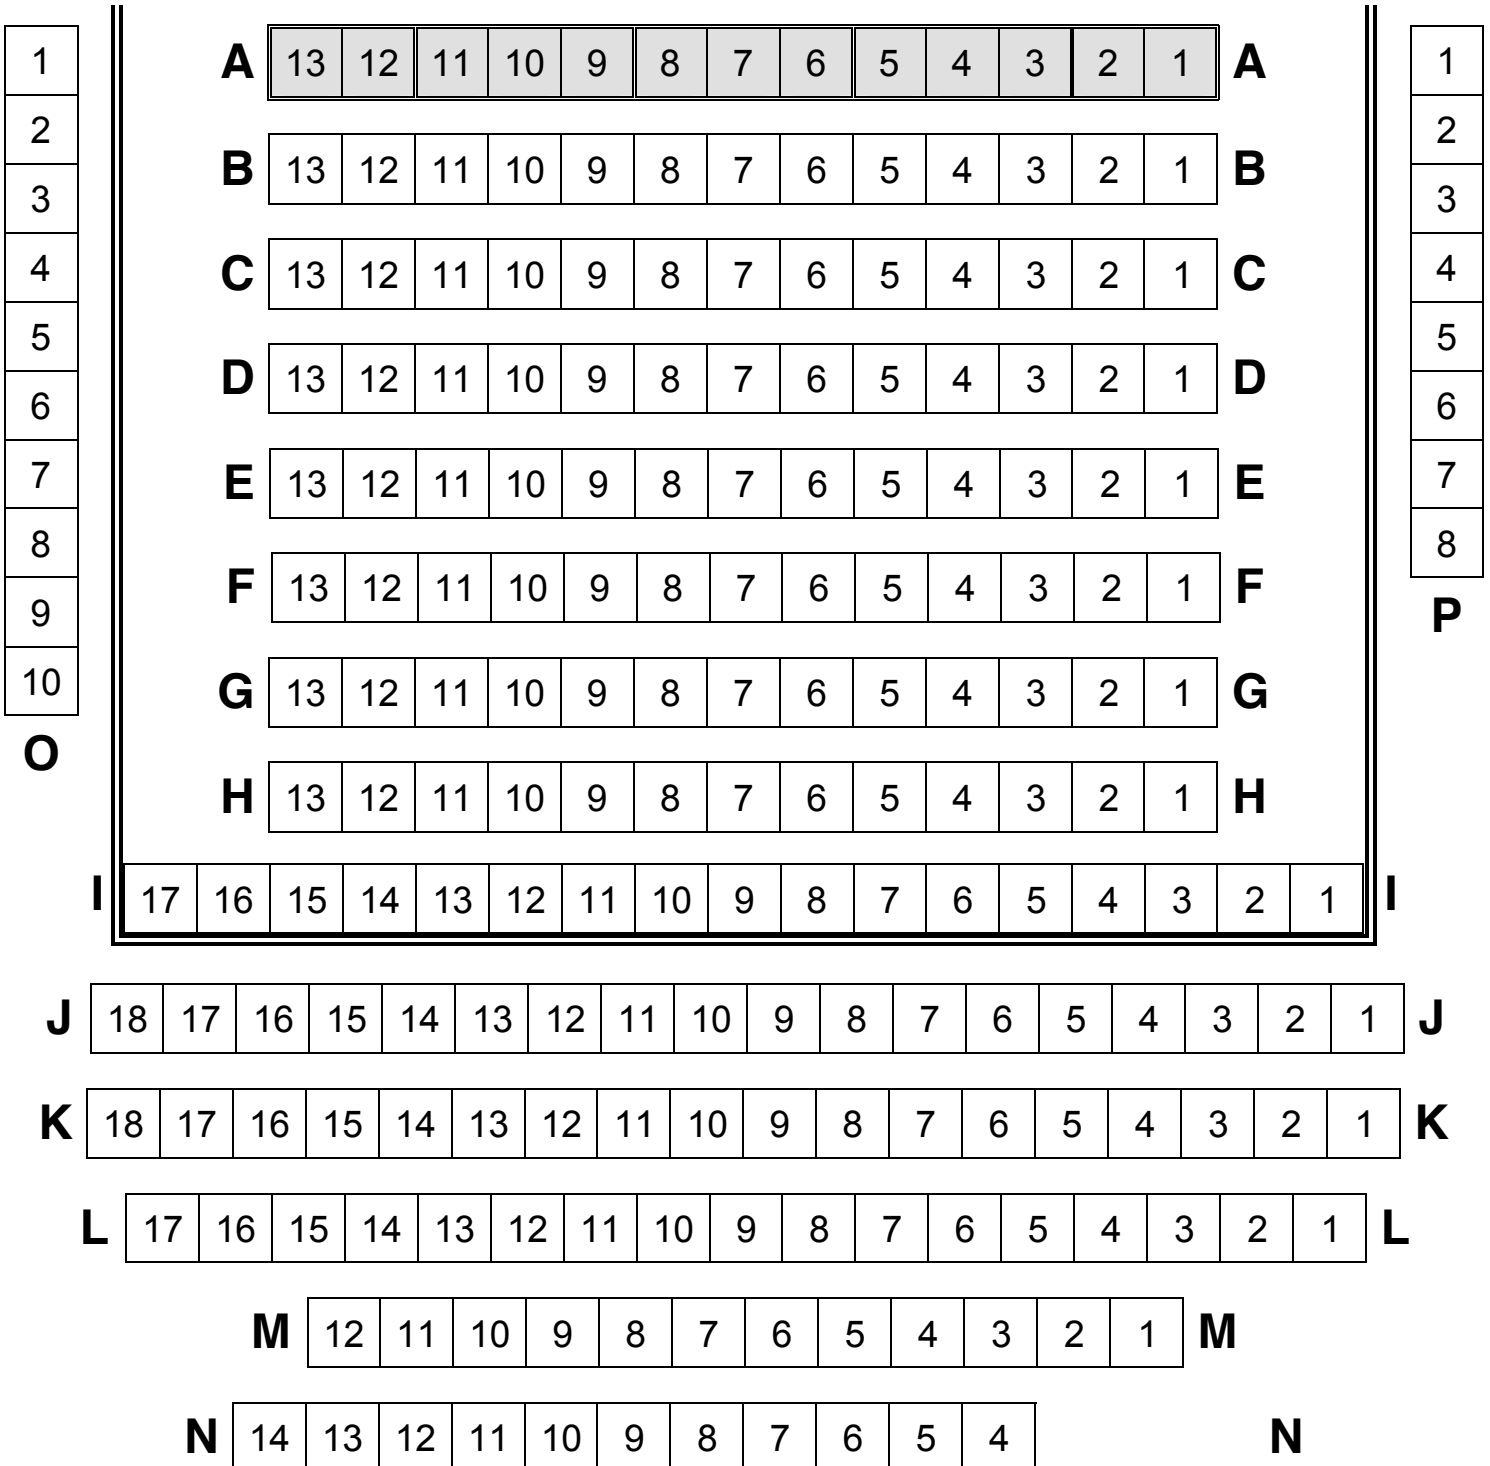 1
2
3
4
5
6
7
8
9
10
O
A 13 12 11 10 9 8 7 6 5 4 3 2 1 A
B 13 12 11 10 9 8 7 6 5 4 3 2 1 B
C 13 12 11 10 9 8 7 6 5 4 3 2 1 C
D 13 12 11 10 9 8 7 6 5 4 3 2 1 D
E 13 12 11 10 9 8 7 6 5 4 3 2 1 E
F 13 12 11 10 9 8 7 6 5 4 3 2 1 F
G 13 12 11 10 9 8 7 6 5 4 3 2 1 G
H 13 12 11 10 9 8 7 6 5 4 3 2 1 H
I 17 16 15 14 13 12 11 10 9 8 7 6 5 4 3 2 1 I
1
2
3
4
5
6
7
8
P
J 18 17 16 15 14 13 12 11 10 9 8 7 6 5 4 3 2 1 J
K 18 17 16 15 14 13 12 11 10 9 8 7 6 5 4 3 2 1 K
L 17 16 15 14 13 12 11 10 9 8 7 6 5 4 3 2 1 L
M 12 11 10 9 8 7 6 5 4 3 2 1 M
N 14 13 12 11 10 9 8 7 6 5 4 N